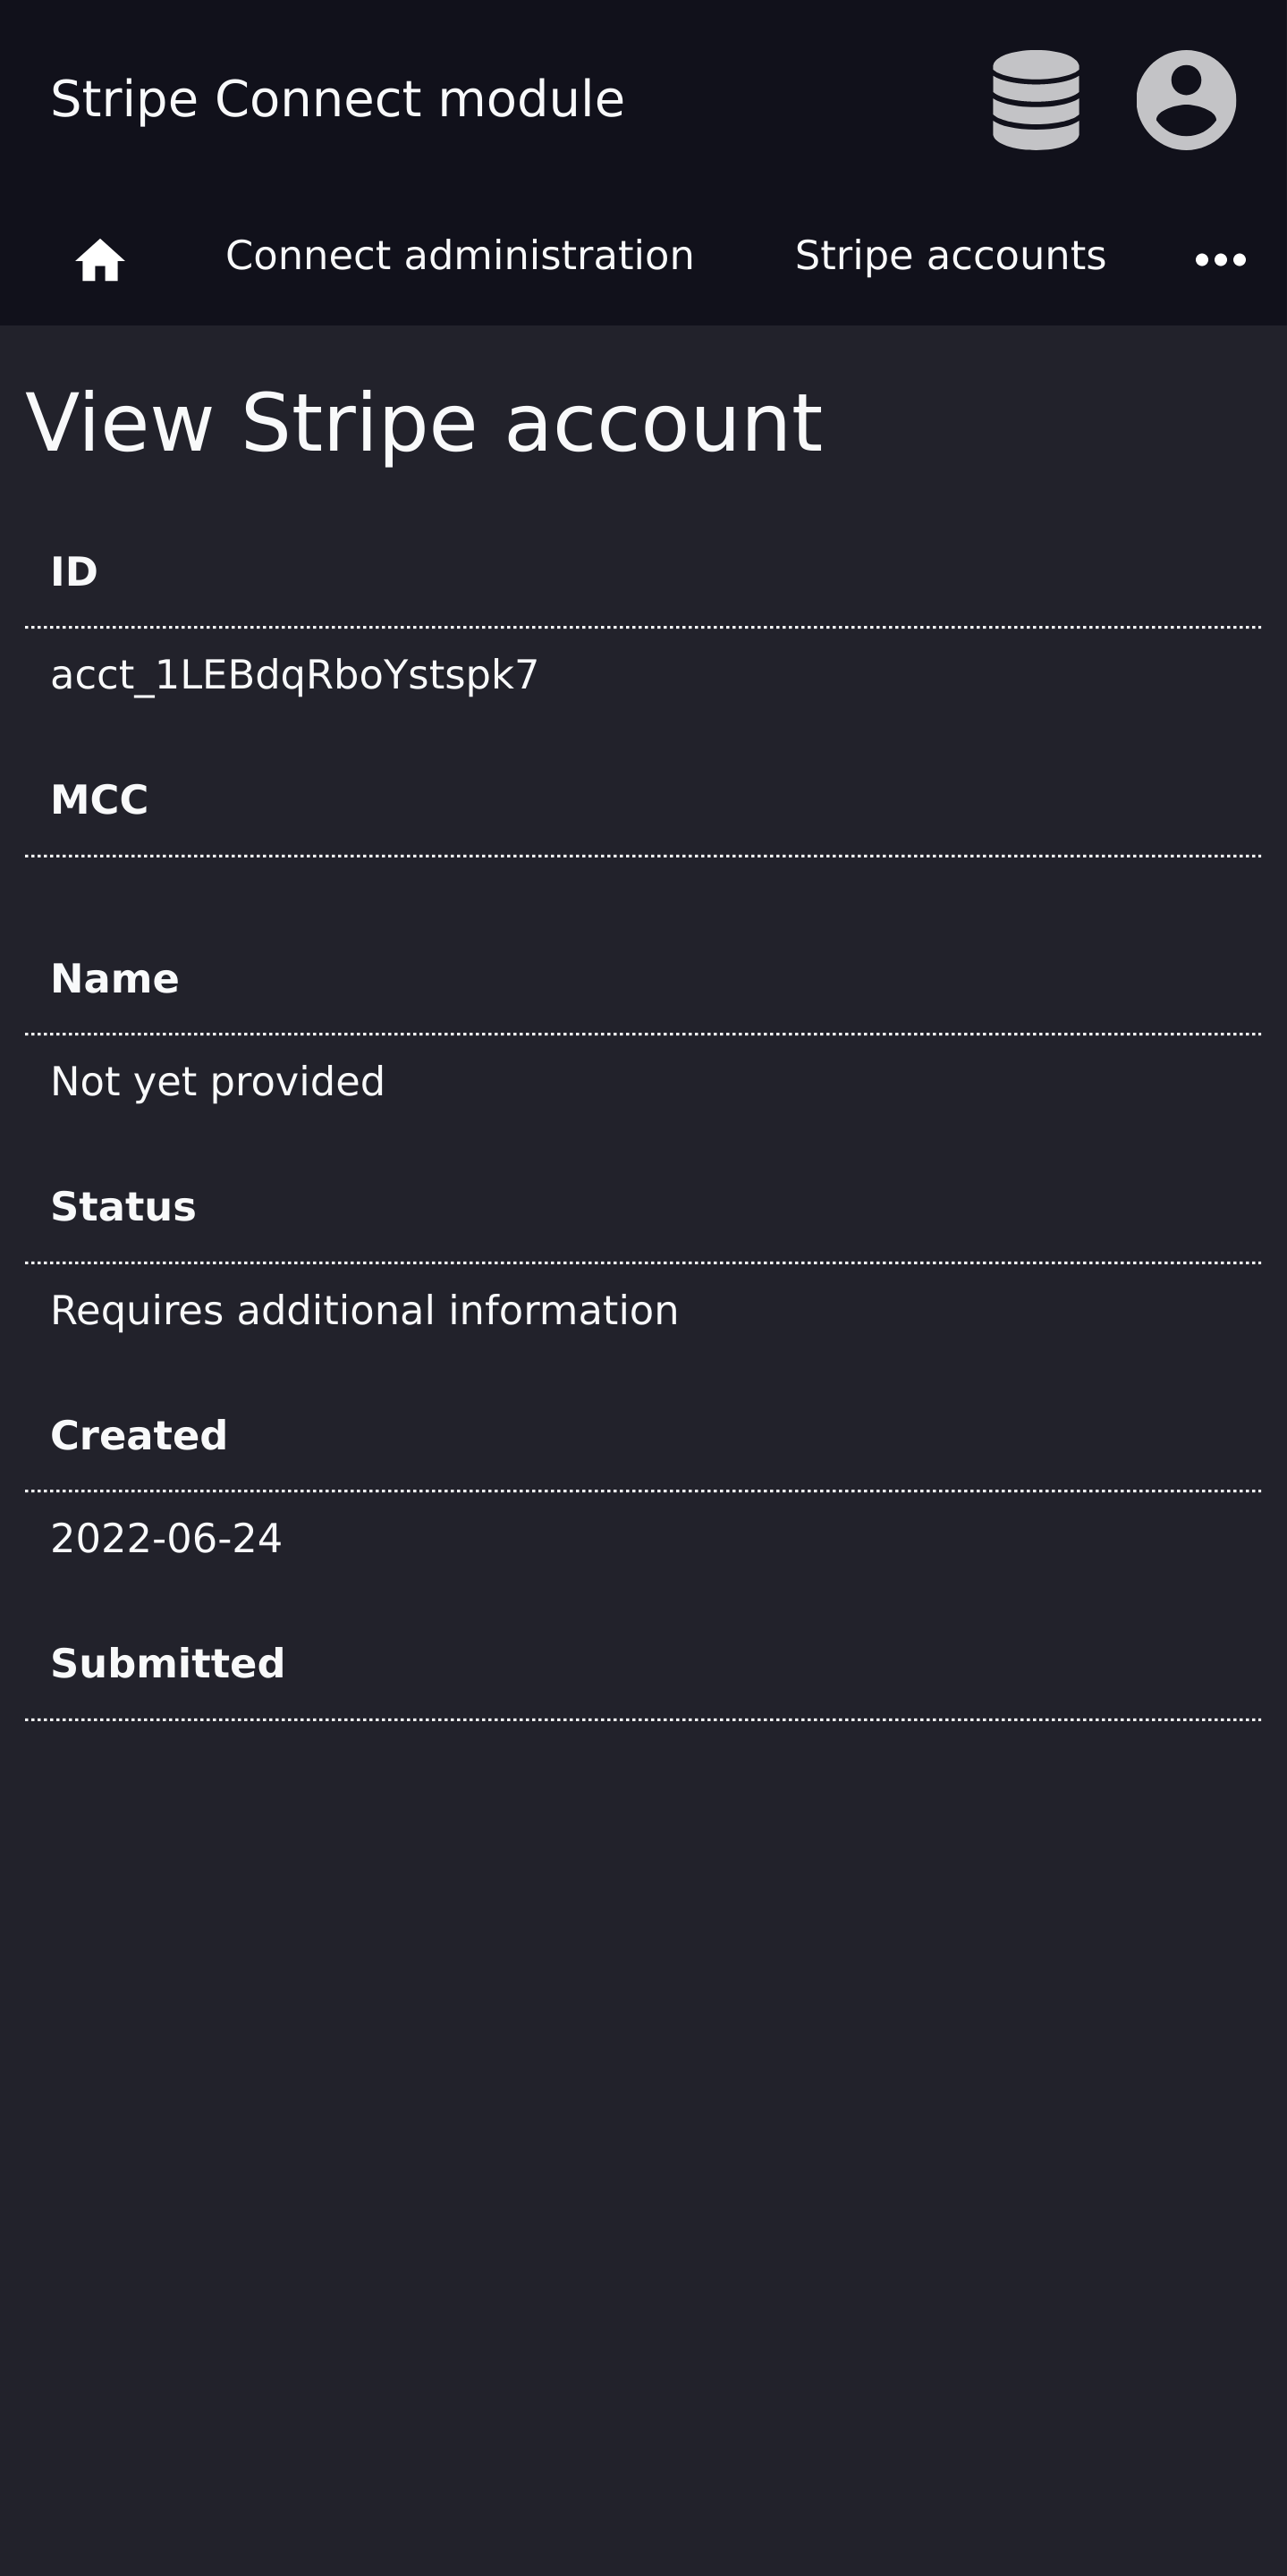 Stripe Connect module
Connect administration Stripe accounts
View Stripe account
ID
acct_1LEBdqRboYstspk7
MCC
Name
Not yet provided
Status
Requires additional information
Created
2022-06-24
Submitted